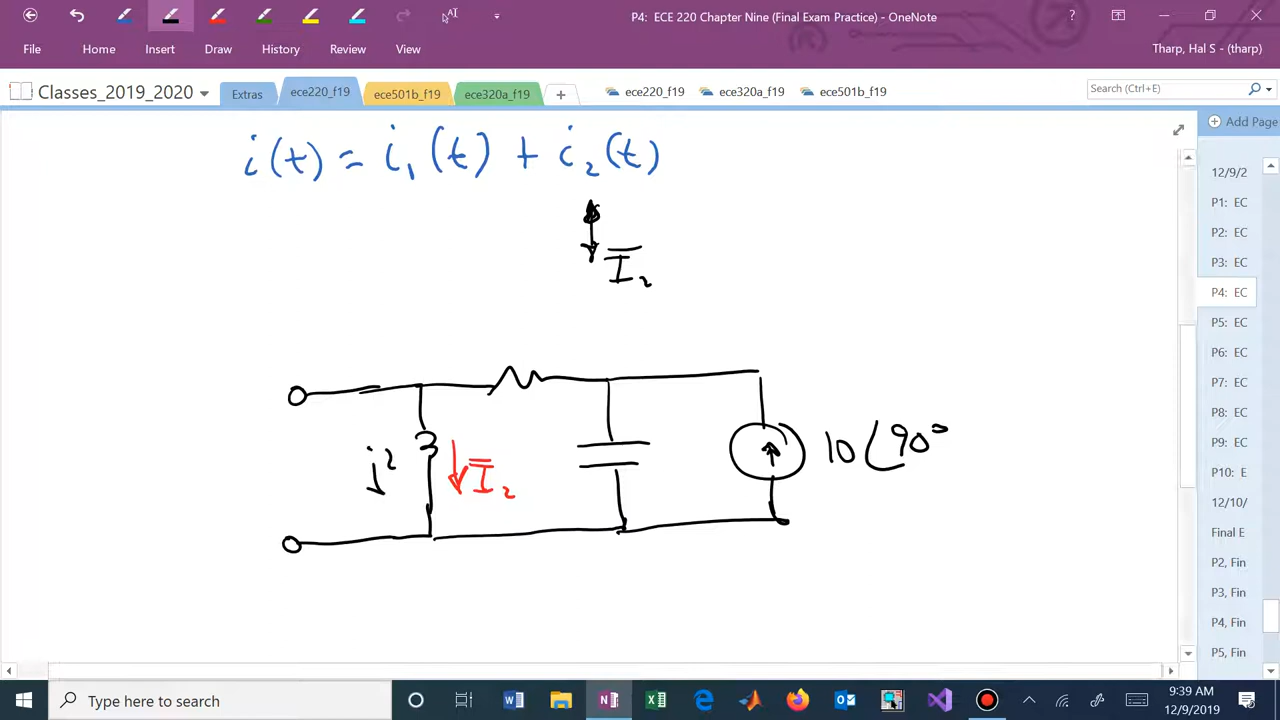 P4: ECE 220 Chapter Nine (Final Exam Practice) - OneNote
?
File Home Insert Draw History Review View
Tharp, Hal S - (tharp)
Classes_2019_2020 Extras ece220_f19 ece501b_f19 ece320a_f19 + ece220_f19 ece320a_f19 ece501b_f19
Search (Ctrl+E)
Add Page
12/9/2
P1: EC
P2: EC
P3: EC
P4: EC
P5: EC
P6: EC
P7: EC
P8: EC
P9: EC
P10: E
12/10/
Final E
P2, Fin
P3, Fin
P4, Fin
P5, Fin
i(t) = i₁(t) + i₂(t)
I̅₂
j2
I̅₂
10∠90°
Type here to search
9:39 AM
12/9/2019